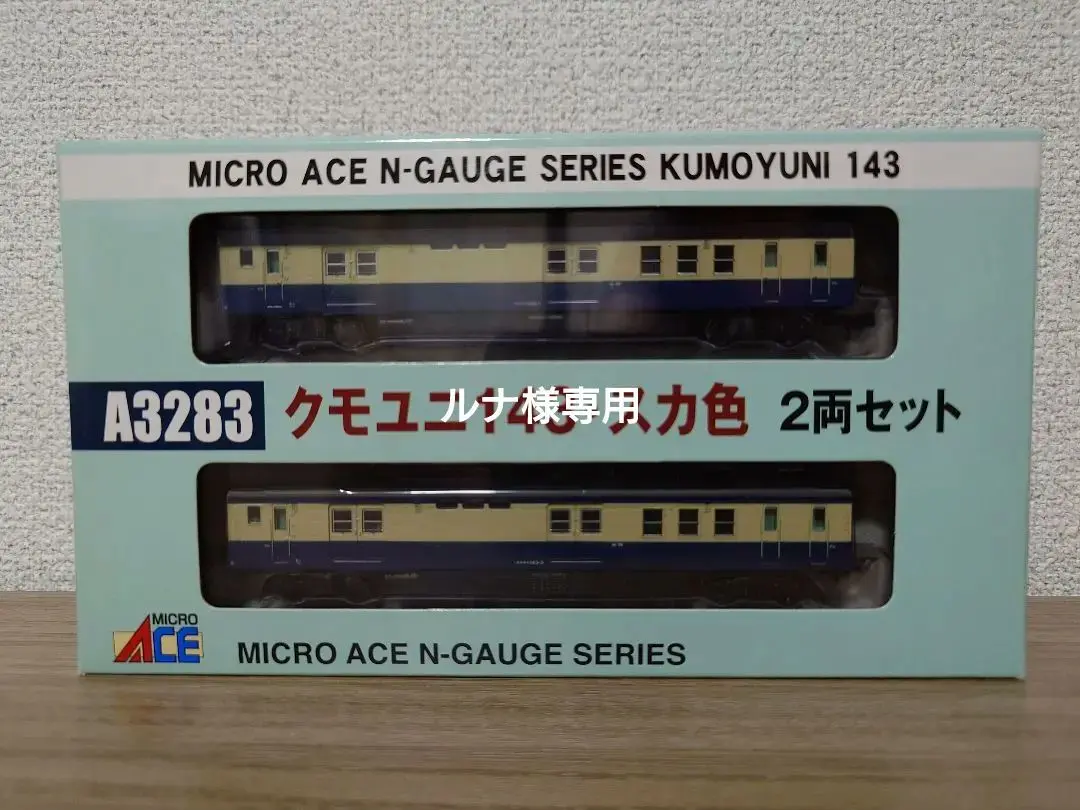 MICRO ACE N-GAUGE SERIES KUMOYUNI 143
A3283 クモユニ143 スカ色 2両セット
ルナ様専用
MICRO ACE
MICRO ACE N-GAUGE SERIES